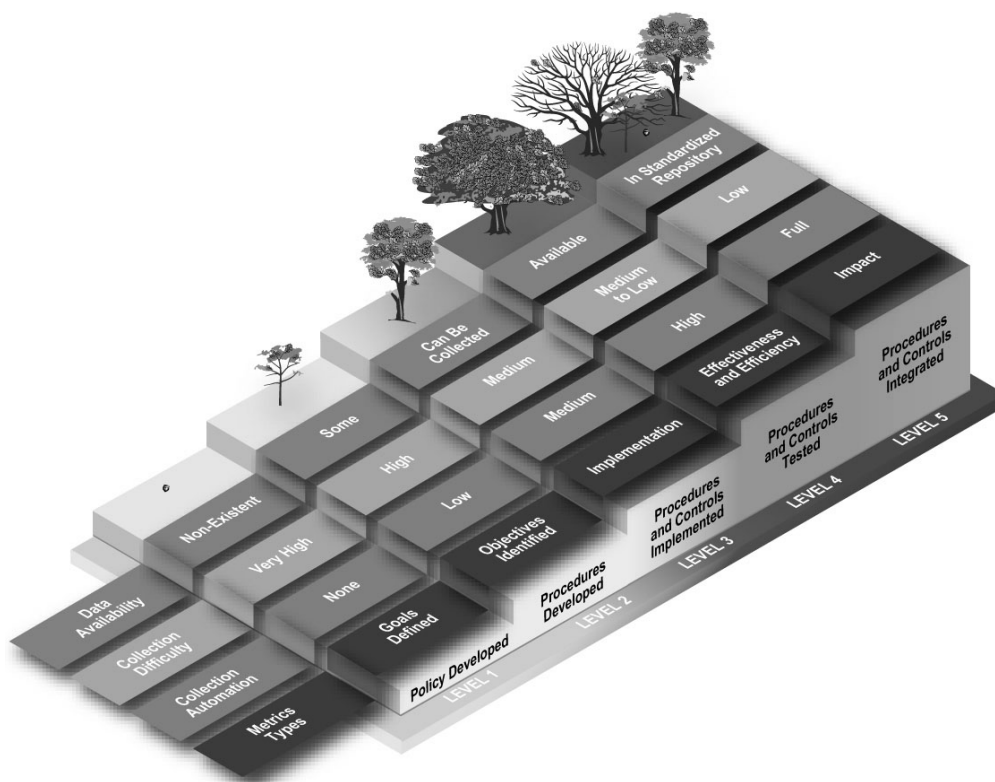 In Standardized
Repository
Low
Full
Impact
Procedures
and Controls
Integrated
LEVEL 5
Available
Medium
to Low
High
Effectiveness
and Efficiency
Procedures
and Controls
Tested
LEVEL 4
Can Be
Collected
Medium
Medium
Implementation
Procedures
and Controls
Implemented
LEVEL 3
Some
High
Low
Objectives
Identified
Procedures
Developed
LEVEL 2
Non-Existent
Very High
None
Goals
Defined
Policy Developed
LEVEL 1
Data
Availability
Collection
Difficulty
Collection
Automation
Metrics
Types